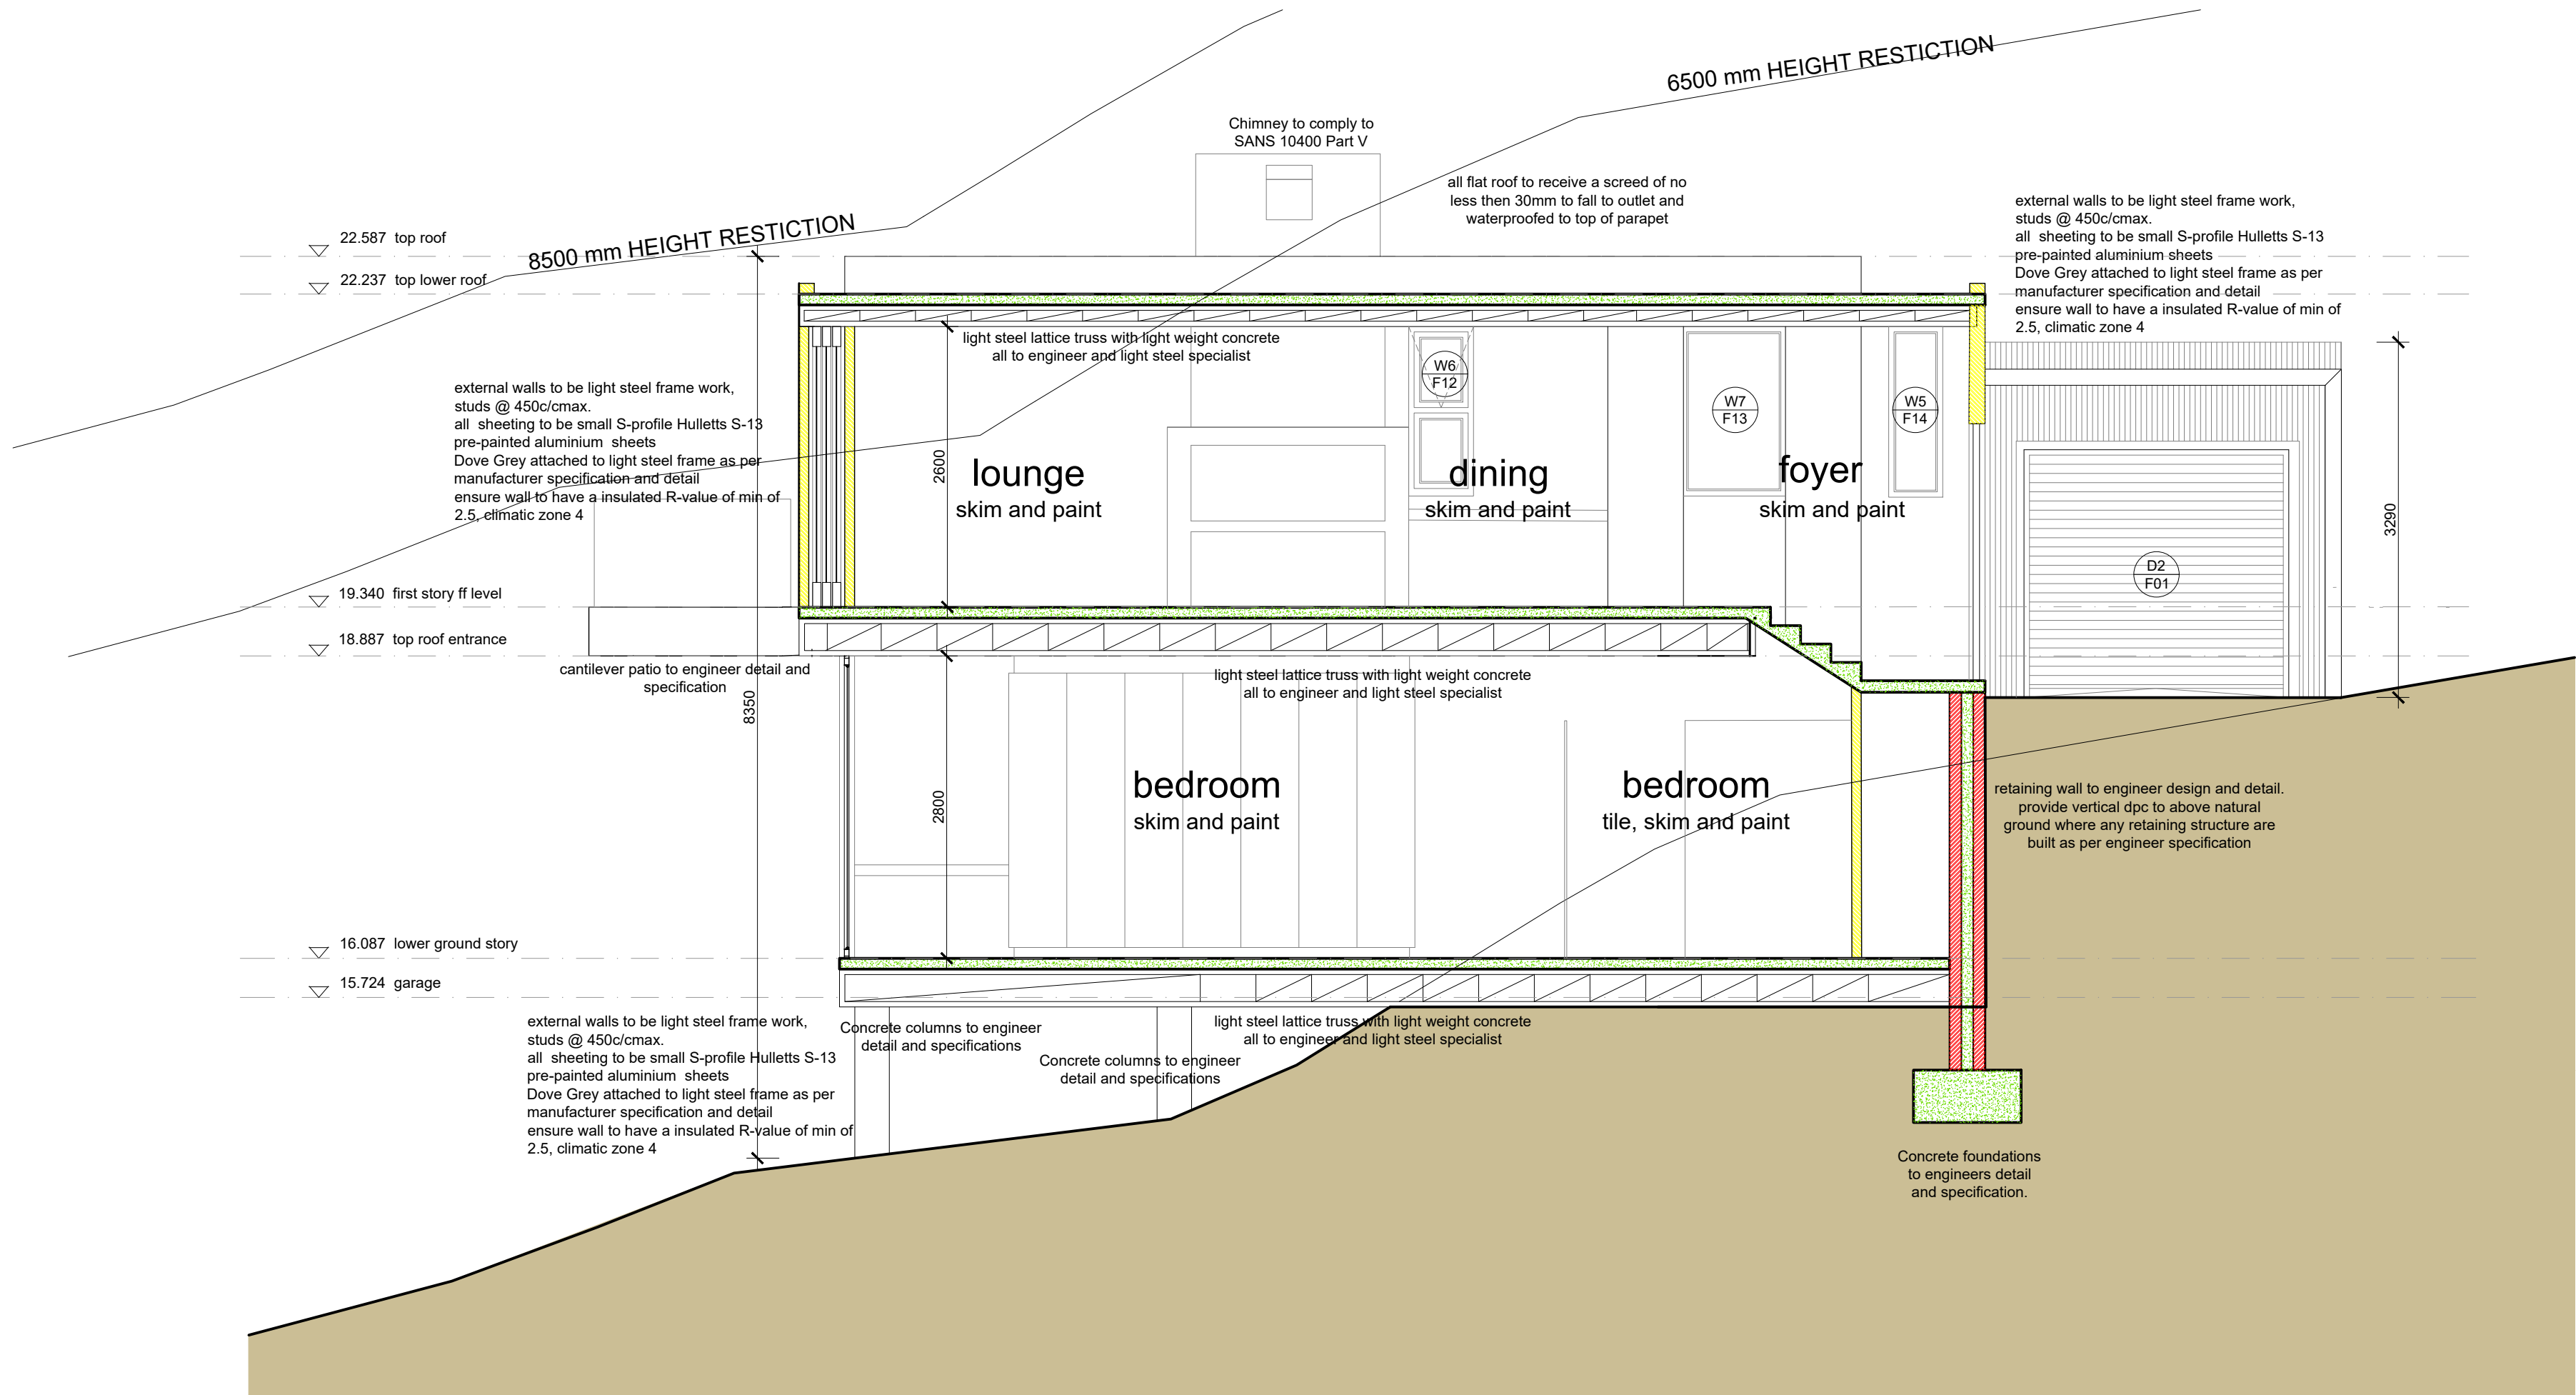 6500 mm HEIGHT RESTICTION
Chimney to comply to
SANS 10400 Part V
all flat roof to receive a screed of no
less then 30mm to fall to outlet and
waterproofed to top of parapet
external walls to be light steel frame work,
studs @ 450c/cmax.
all sheeting to be small S-profile Hulletts S-13
pre-painted aluminium sheets
Dove Grey attached to light steel frame as per
manufacturer specification and detail
ensure wall to have a insulated R-value of min of
2.5, climatic zone 4
8500 mm HEIGHT RESTICTION
22.587 top roof
22.237 top lower roof
light steel lattice truss with light weight concrete
all to engineer and light steel specialist
external walls to be light steel frame work,
studs @ 450c/cmax.
all sheeting to be small S-profile Hulletts S-13
pre-painted aluminium sheets
Dove Grey attached to light steel frame as per
manufacturer specification and detail
ensure wall to have a insulated R-value of min of
2.5, climatic zone 4
W6
F12
W7
F13
W5
F14
2600
lounge
skim and paint
dining
skim and paint
foyer
skim and paint
3290
D2
F01
19.340 first story ff level
18.887 top roof entrance
cantilever patio to engineer detail and
specification
8350
light steel lattice truss with light weight concrete
all to engineer and light steel specialist
2800
bedroom
skim and paint
bedroom
tile, skim and paint
retaining wall to engineer design and detail.
provide vertical dpc to above natural
ground where any retaining structure are
built as per engineer specification
16.087 lower ground story
15.724 garage
external walls to be light steel frame work,
studs @ 450c/cmax.
all sheeting to be small S-profile Hulletts S-13
pre-painted aluminium sheets
Dove Grey attached to light steel frame as per
manufacturer specification and detail
ensure wall to have a insulated R-value of min of
2.5, climatic zone 4
Concrete columns to engineer
detail and specifications
Concrete columns to engineer
detail and specifications
light steel lattice truss with light weight concrete
all to engineer and light steel specialist
Concrete foundations
to engineers detail
and specification.